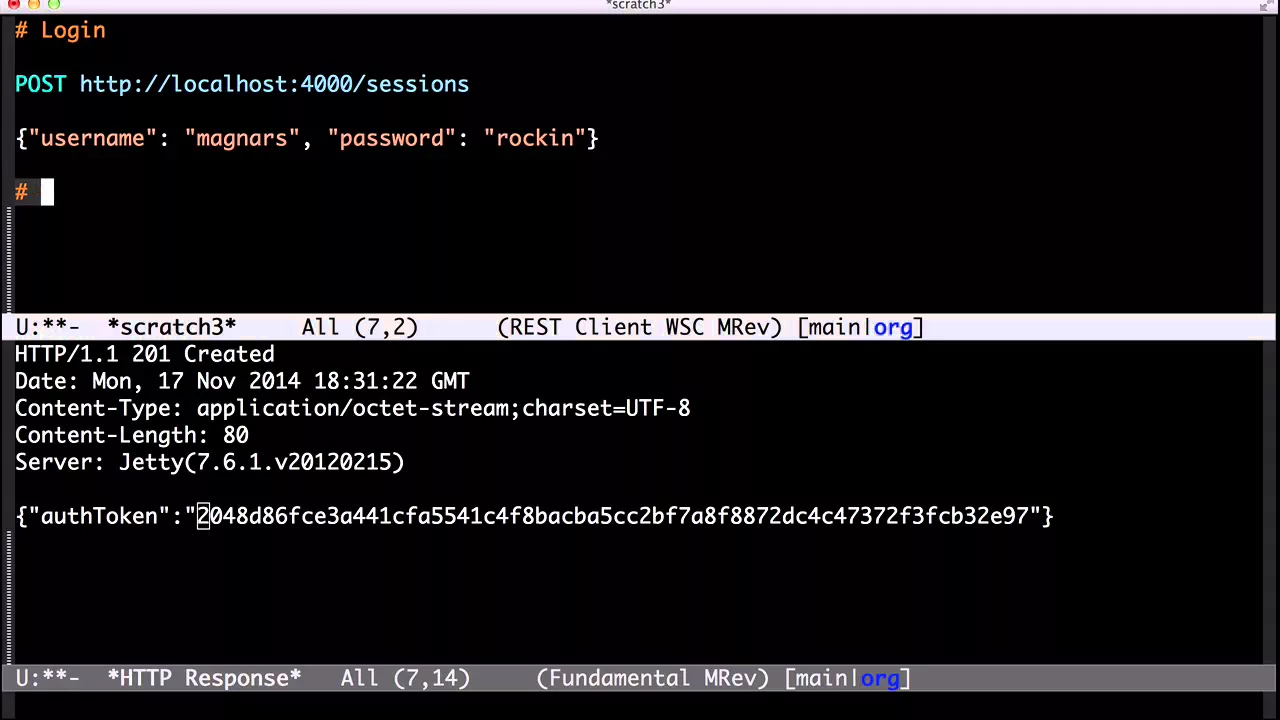 *scratch3*
# Login
POST http://localhost:4000/sessions
{"username": "magnars", "password": "rockin"}
#
U:**-  *scratch3*     All (7,2)      (REST Client WSC MRev) [main|org]
HTTP/1.1 201 Created
Date: Mon, 17 Nov 2014 18:31:22 GMT
Content-Type: application/octet-stream;charset=UTF-8
Content-Length: 80
Server: Jetty(7.6.1.v20120215)
{"authToken":"2048d86fce3a441cfa5541c4f8bacba5cc2bf7a8f8872dc4c47372f3fcb32e97"}
U:**-  *HTTP Response*   All (7,14)     (Fundamental MRev) [main|org]